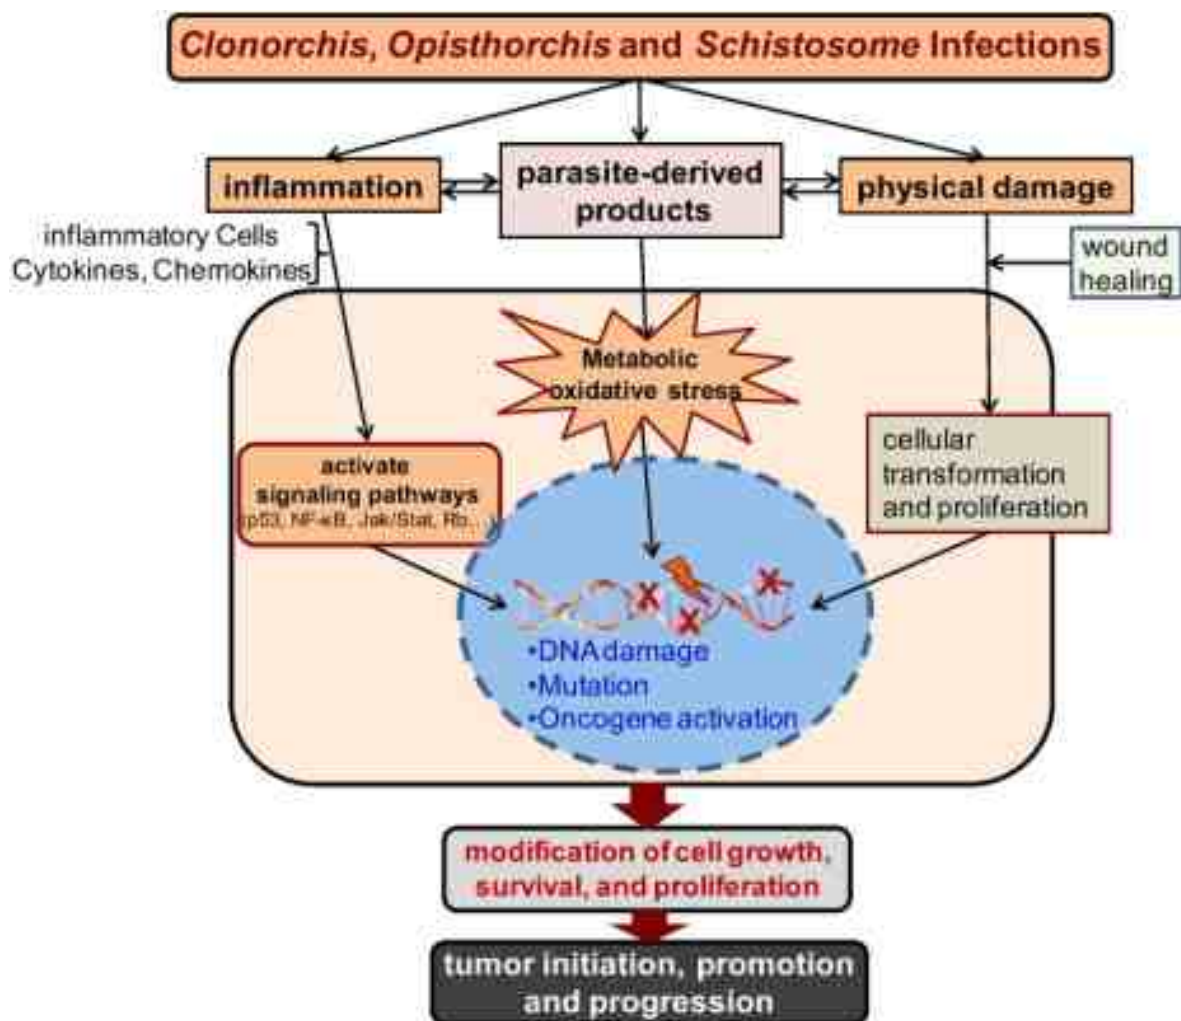 Clonorchis, Opisthorchis and Schistosome Infections
inflammation
parasite-derived
products
physical damage
inflammatory Cells
Cytokines, Chemokines
wound
healing
Metabolic
oxidative stress
activate
signaling pathways
(p53, NF-κB, Jak/Stat, Rb...)
cellular
transformation
and proliferation
•DNA damage
•Mutation
•Oncogene activation
modification of cell growth,
survival, and proliferation
tumor initiation, promotion
and progression